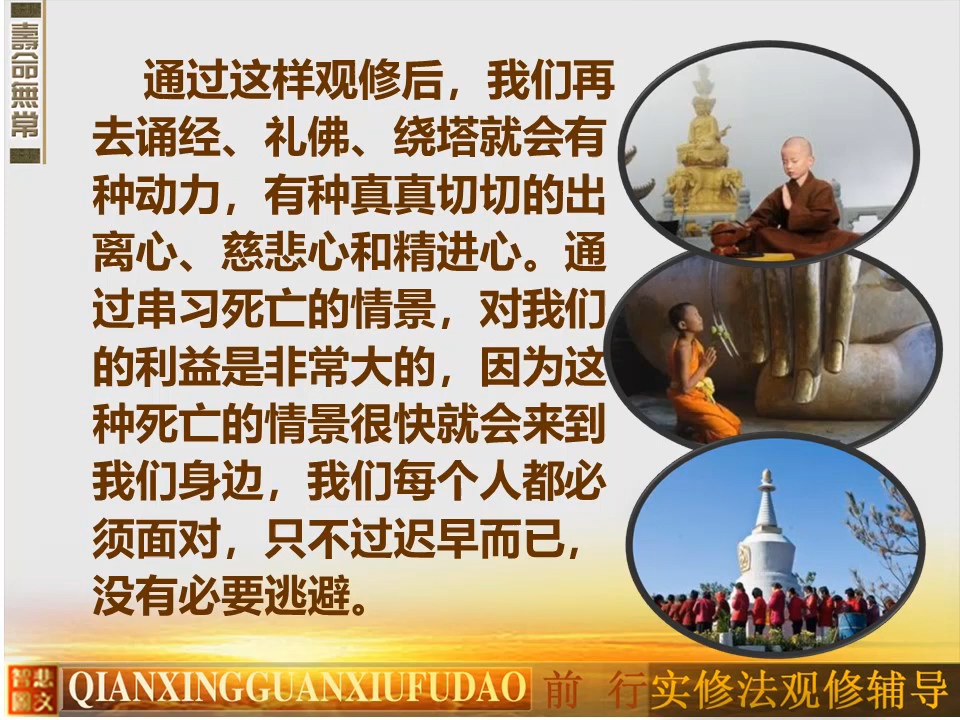 壽命無常
通过这样观修后，我们再
去诵经、礼佛、绕塔就会有
种动力，有种真真切切的出
离心、慈悲心和精进心。通
过串习死亡的情景，对我们
的利益是非常大的，因为这
种死亡的情景很快就会来到
我们身边，我们每个人都必
须面对，只不过迟早而已，
没有必要逃避。
智悲
圆文
QIANXINGGUANXIUFUDAO 前 行实修法观修辅导